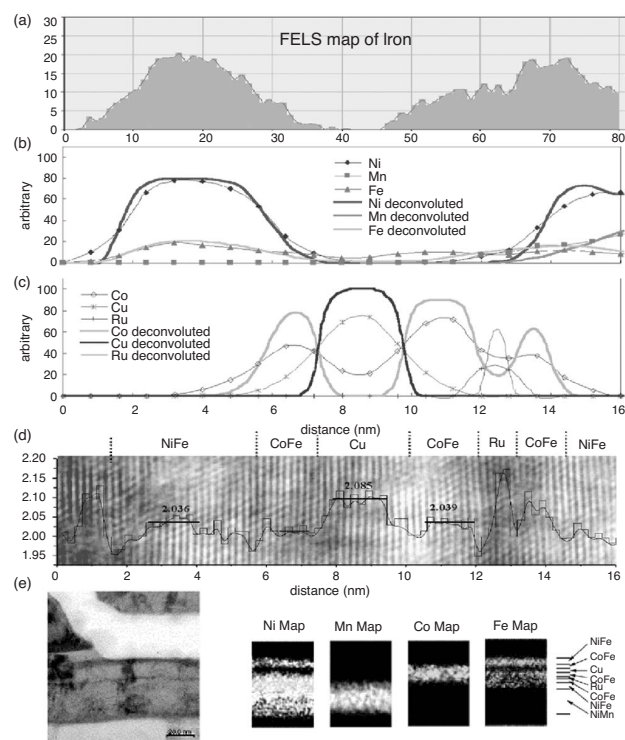 (a)
FELS map of Iron
30
25
20
15
10
5
0
0 10 20 30 40 50 60 70 80
(b)
arbitrary
100
80
60
40
20
0
Ni
Mn
Fe
Ni deconvoluted
Mn deconvoluted
Fe deconvoluted
(c)
arbitrary
100
80
60
40
20
0
Co
Cu
Ru
Co deconvoluted
Cu deconvoluted
Ru deconvoluted
0 2 4 6 8 10 12 14 16
distance (nm)
(d)
NiFe CoFe Cu CoFe Ru CoFe NiFe
2.20
2.15
2.10
2.05
2.00
1.95
2.036
2.085
2.039
0 2 4 6 8 10 12 14 16
distance (nm)
(e)
20.0 nm
Ni Map Mn Map Co Map Fe Map
NiFe
CoFe
Cu
CoFe
Ru
CoFe
NiFe
NiMn